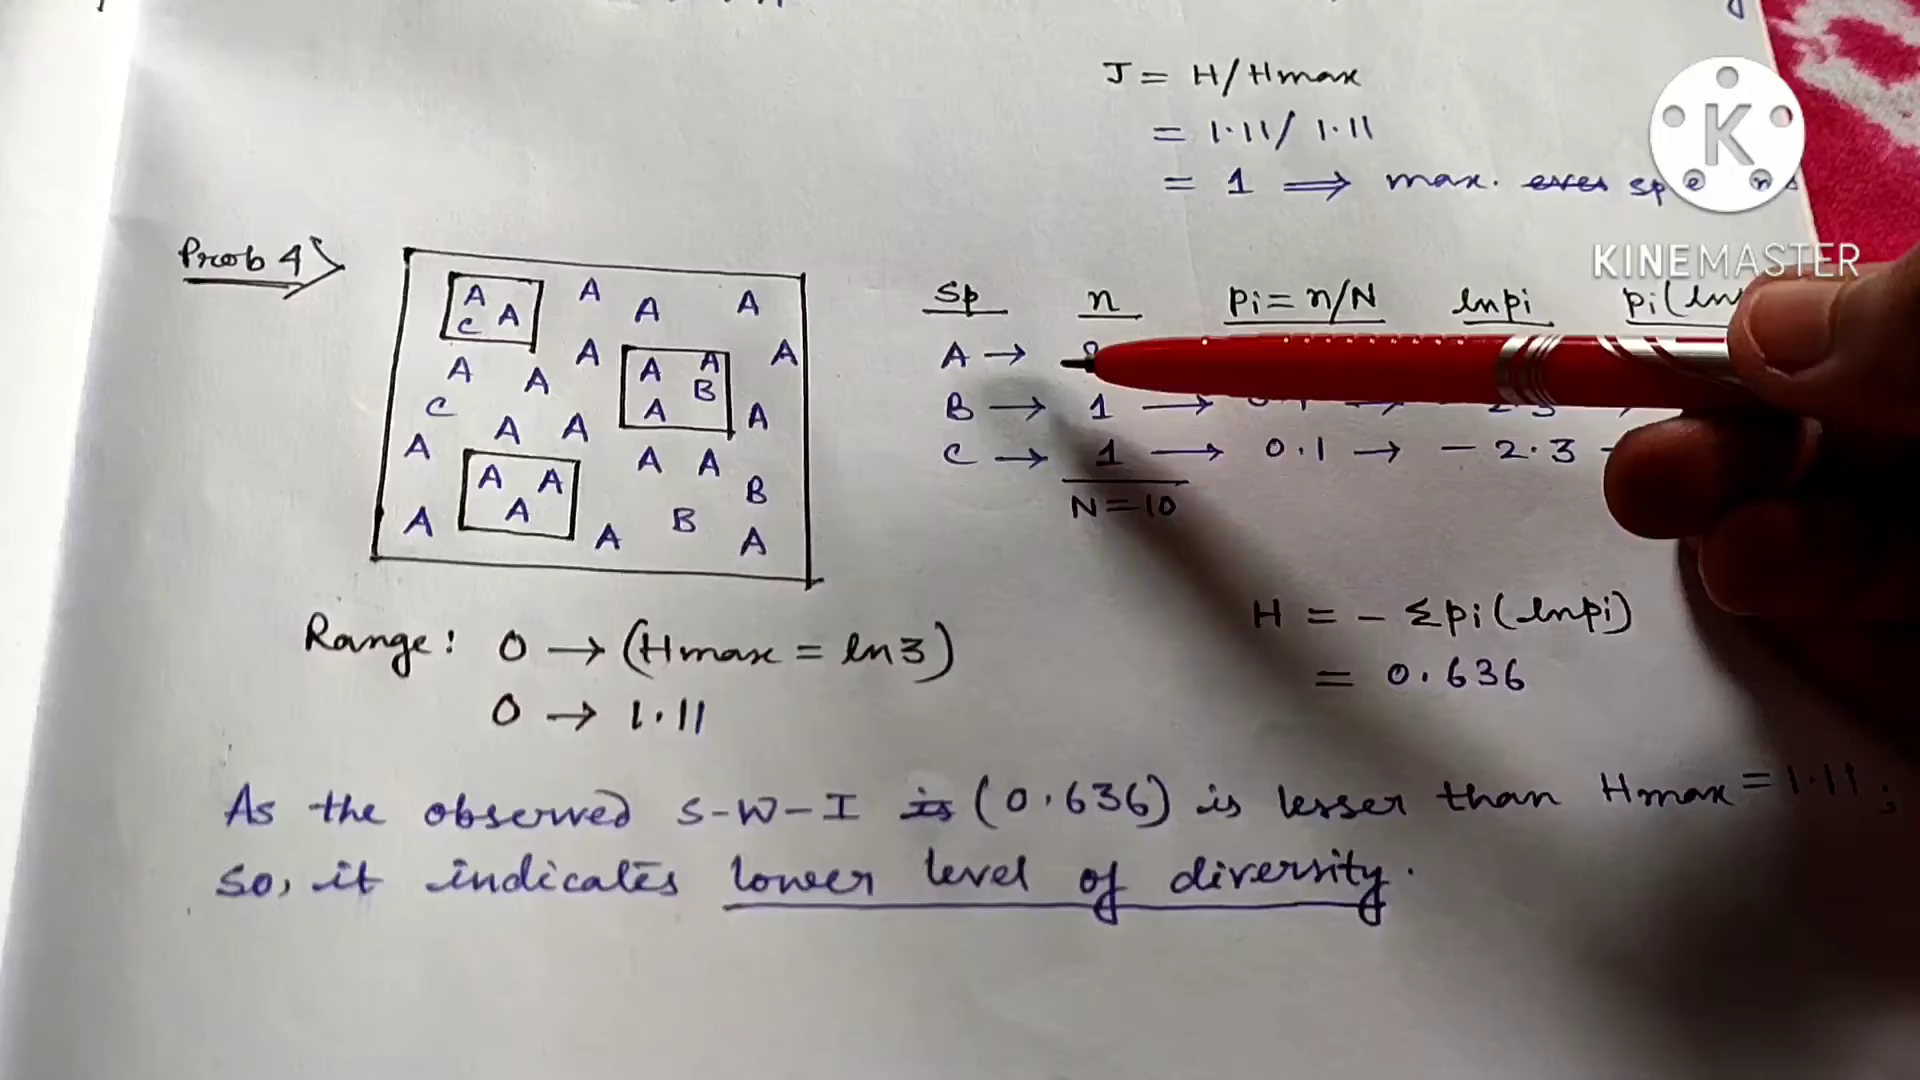 J = H/Hmax
= 1.11/ 1.11
= 1 ⟹ max.
K
KINEMASTER
Prob 4
A A A A
A A C
A A A A A A
B
C A A A A
A A A
A A A B
A A B
A A
Sp n pi = n/N lnpi
A →
B → 1 →
C → 1 → 0.1 → - 2.3
N = 10
H = - Σpi(lnpi)
= 0.636
Range: 0 → (Hmax = ln3)
0 → 1.11
As the observed S-W-I is (0.636) is lesser than Hmax = 1.11;
so, it indicates lower level of diversity.